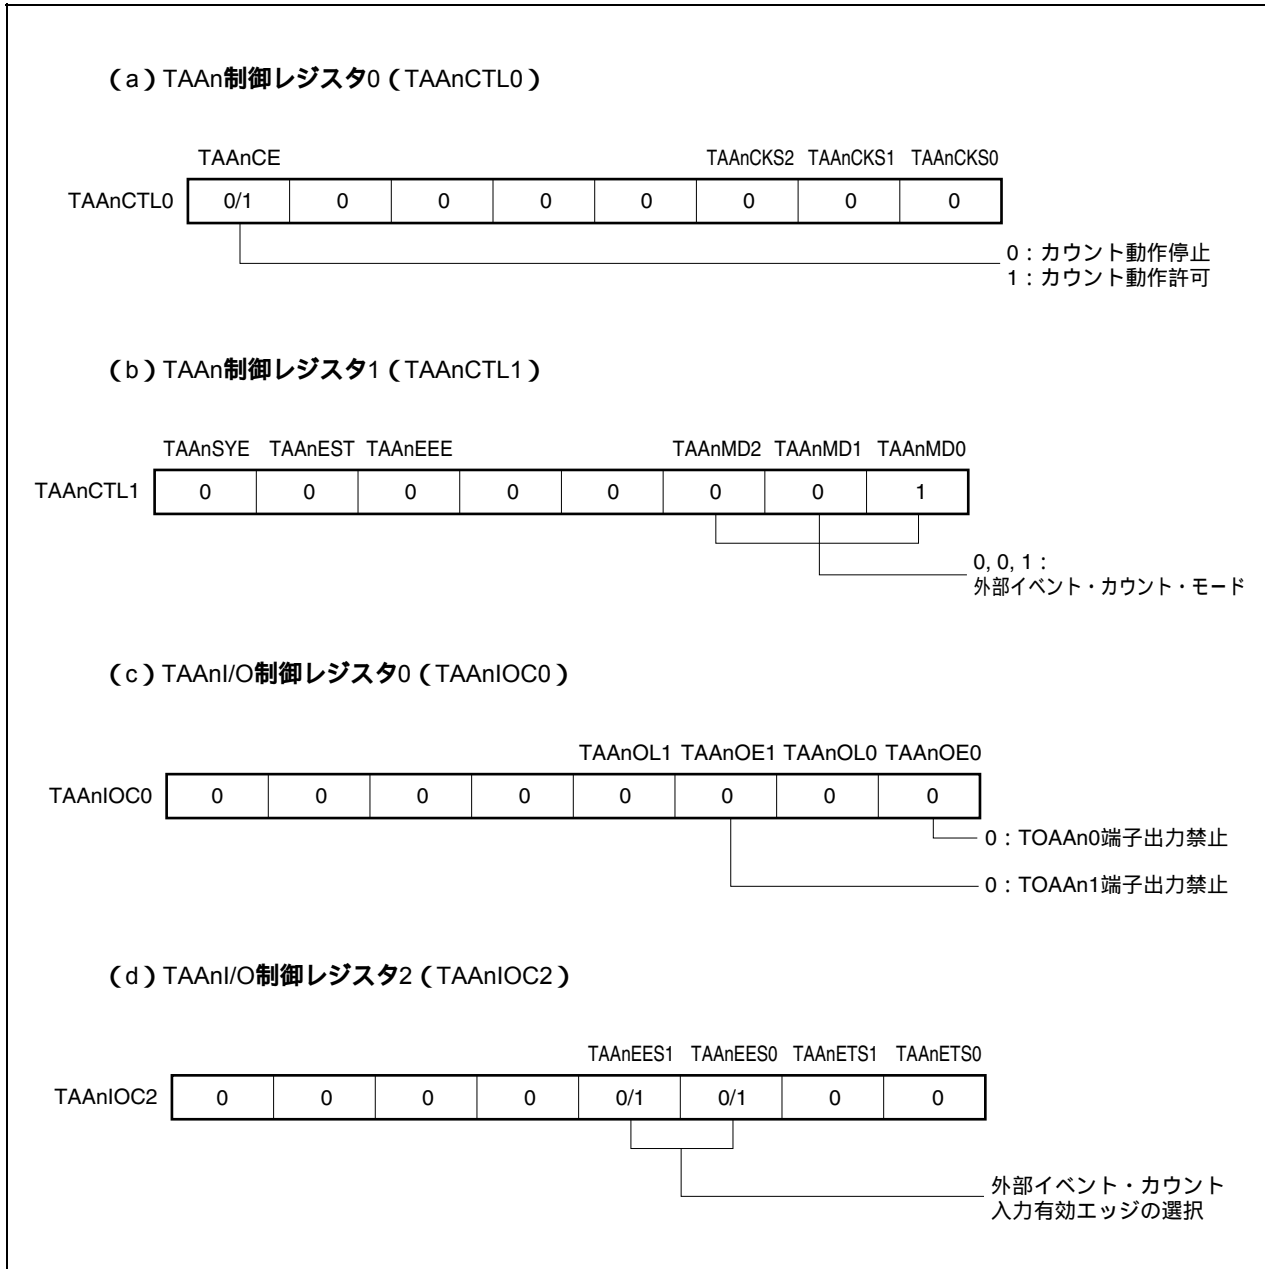 （a）TAAn制御レジスタ0（TAAnCTL0）
TAAnCE TAAnCKS2 TAAnCKS1 TAAnCKS0
TAAnCTL0 0/1 0 0 0 0 0 0 0
0：カウント動作停止
1：カウント動作許可
（b）TAAn制御レジスタ1（TAAnCTL1）
TAAnSYE TAAnEST TAAnEEE TAAnMD2 TAAnMD1 TAAnMD0
TAAnCTL1 0 0 0 0 0 0 0 1
0, 0, 1：
外部イベント・カウント・モード
（c）TAAnI/O制御レジスタ0（TAAnIOC0）
TAAnOL1 TAAnOE1 TAAnOL0 TAAnOE0
TAAnIOC0 0 0 0 0 0 0 0 0
0：TOAAn0端子出力禁止
0：TOAAn1端子出力禁止
（d）TAAnI/O制御レジスタ2（TAAnIOC2）
TAAnEES1 TAAnEES0 TAAnETS1 TAAnETS0
TAAnIOC2 0 0 0 0 0/1 0/1 0 0
外部イベント・カウント
入力有効エッジの選択